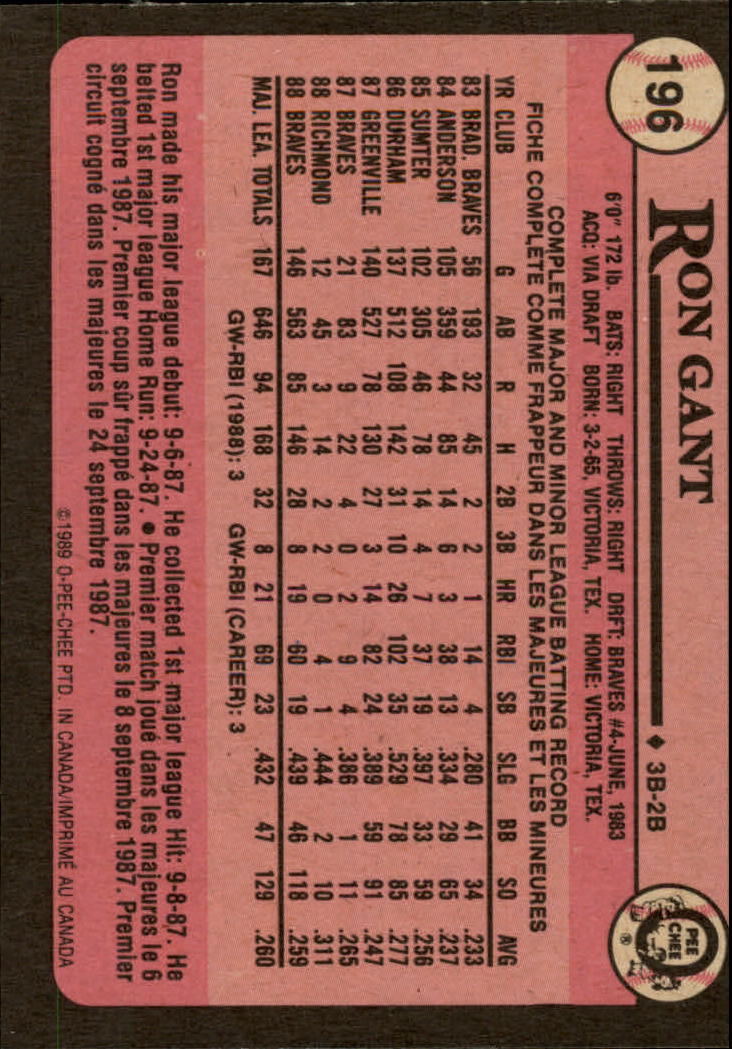 196
RON GANT
♦ 3B-2B
O
PEE
CHEE
®
6'0" 172 lb. BATS: RIGHT THROWS: RIGHT DRFT: BRAVES #4-JUNE, 1983
ACQ: VIA DRAFT BORN: 3-2-65, VICTORIA, TEX. HOME: VICTORIA, TEX.
COMPLETE MAJOR AND MINOR LEAGUE BATTING RECORD
FICHE COMPLÈTE COMME FRAPPEUR DANS LES MAJEURES ET LES MINEURES
YR CLUB G AB R H 2B 3B HR RBI SB SLG BB SO AVG
83 BRAD. BRAVES 56 193 32 45 2 2 1 14 4 .280 41 34 .233
84 ANDERSON 105 359 44 85 14 6 3 38 13 .334 29 65 .237
85 SUMTER 102 305 46 78 14 4 7 37 19 .397 33 59 .256
86 DURHAM 137 512 108 142 31 10 26 102 35 .529 78 85 .277
87 GREENVILLE 140 527 78 130 27 3 14 82 24 .389 59 91 .247
87 BRAVES 21 83 9 22 4 0 2 9 4 .386 1 11 .265
88 RICHMOND 12 45 3 14 2 2 0 4 1 .444 2 10 .311
88 BRAVES 146 563 85 146 28 8 19 60 19 .439 46 118 .259
MAJ. LEA. TOTALS 167 646 94 168 32 8 21 69 23 .432 47 129 .260
GW-RBI (1988): 3 GW-RBI (CAREER): 3
Ron made his major league debut: 9-6-87. He collected 1st major league Hit: 9-8-87. He
belted 1st major league Home Run: 9-24-87. ● Premier match joué dans les majeures le 6
septembre 1987. Premier coup sûr frappé dans les majeures le 8 septembre 1987. Premier
circuit cogné dans les majeures le 24 septembre 1987.
©1989 O-PEE-CHEE PTD. IN CANADA/IMPRIMÉ AU CANADA